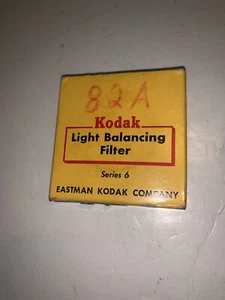 82A
Kodak
Light Balancing
Filter
Series 6
EASTMAN KODAK COMPANY